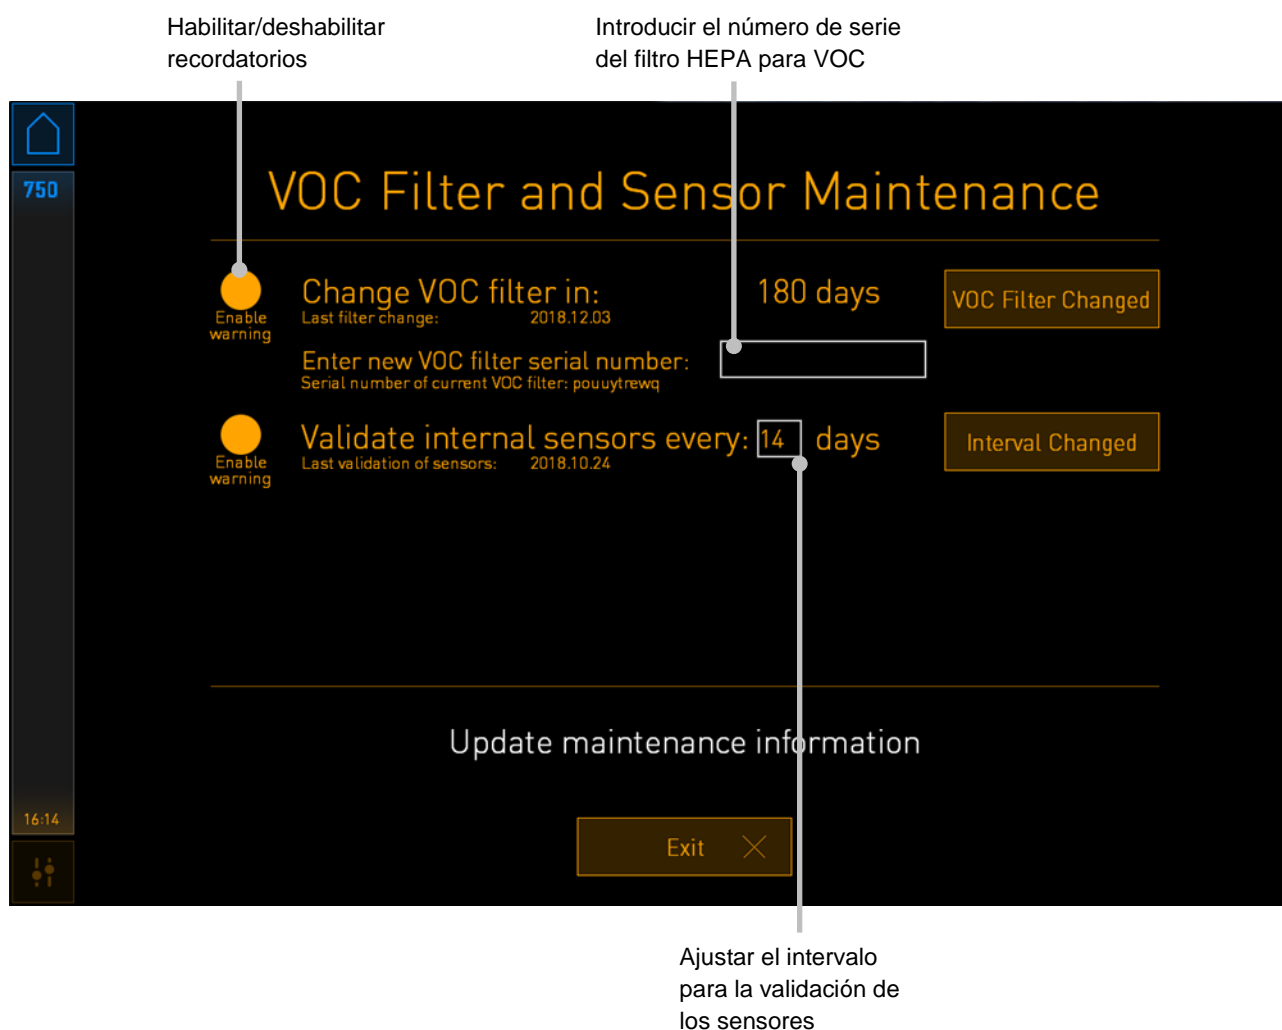 Habilitar/deshabilitar
recordatorios
Introducir el número de serie
del filtro HEPA para VOC
750
VOC Filter and Sensor Maintenance
Enable
warning
Change VOC filter in: 180 days
Last filter change: 2018.12.03
VOC Filter Changed
Enter new VOC filter serial number:
Serial number of current VOC filter: pouuytrewq
Enable
warning
Validate internal sensors every: 14 days
Last validation of sensors: 2018.10.24
Interval Changed
Update maintenance information
16:14
Exit
Ajustar el intervalo
para la validación de
los sensores